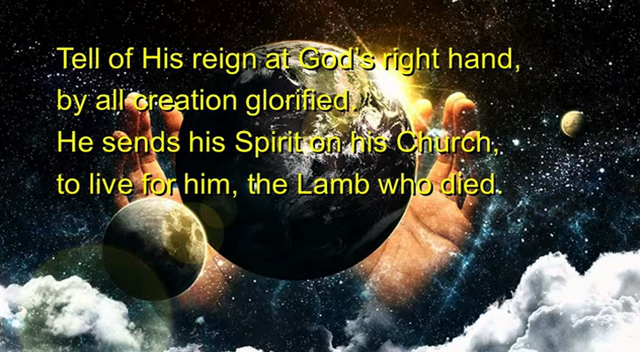 Tell of His reign at God's right hand,
by all creation glorified,
He sends his Spirit on his Church,
to live for him, the Lamb who died.